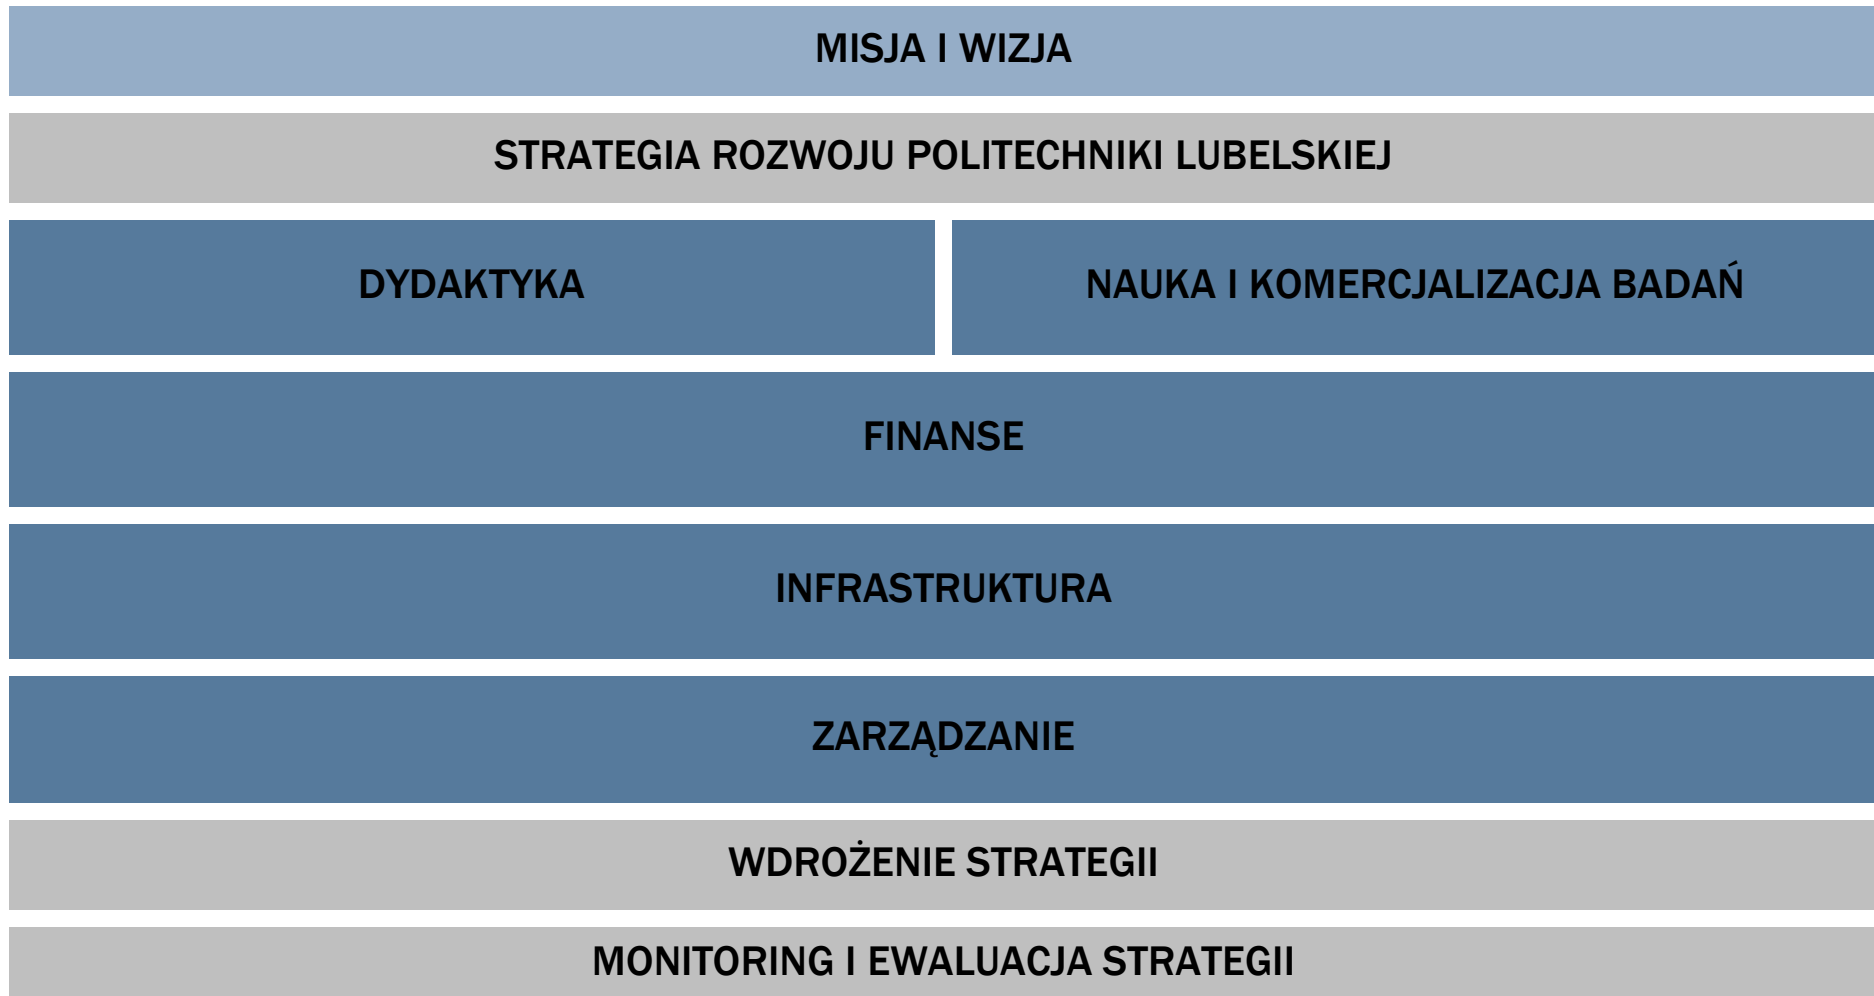 MISJA I WIZJA
STRATEGIA ROZWOJU POLITECHNIKI LUBELSKIEJ
DYDAKTYKA
NAUKA I KOMERCJALIZACJA BADAŃ
FINANSE
INFRASTRUKTURA
ZARZĄDZANIE
WDROŻENIE STRATEGII
MONITORING I EWALUACJA STRATEGII